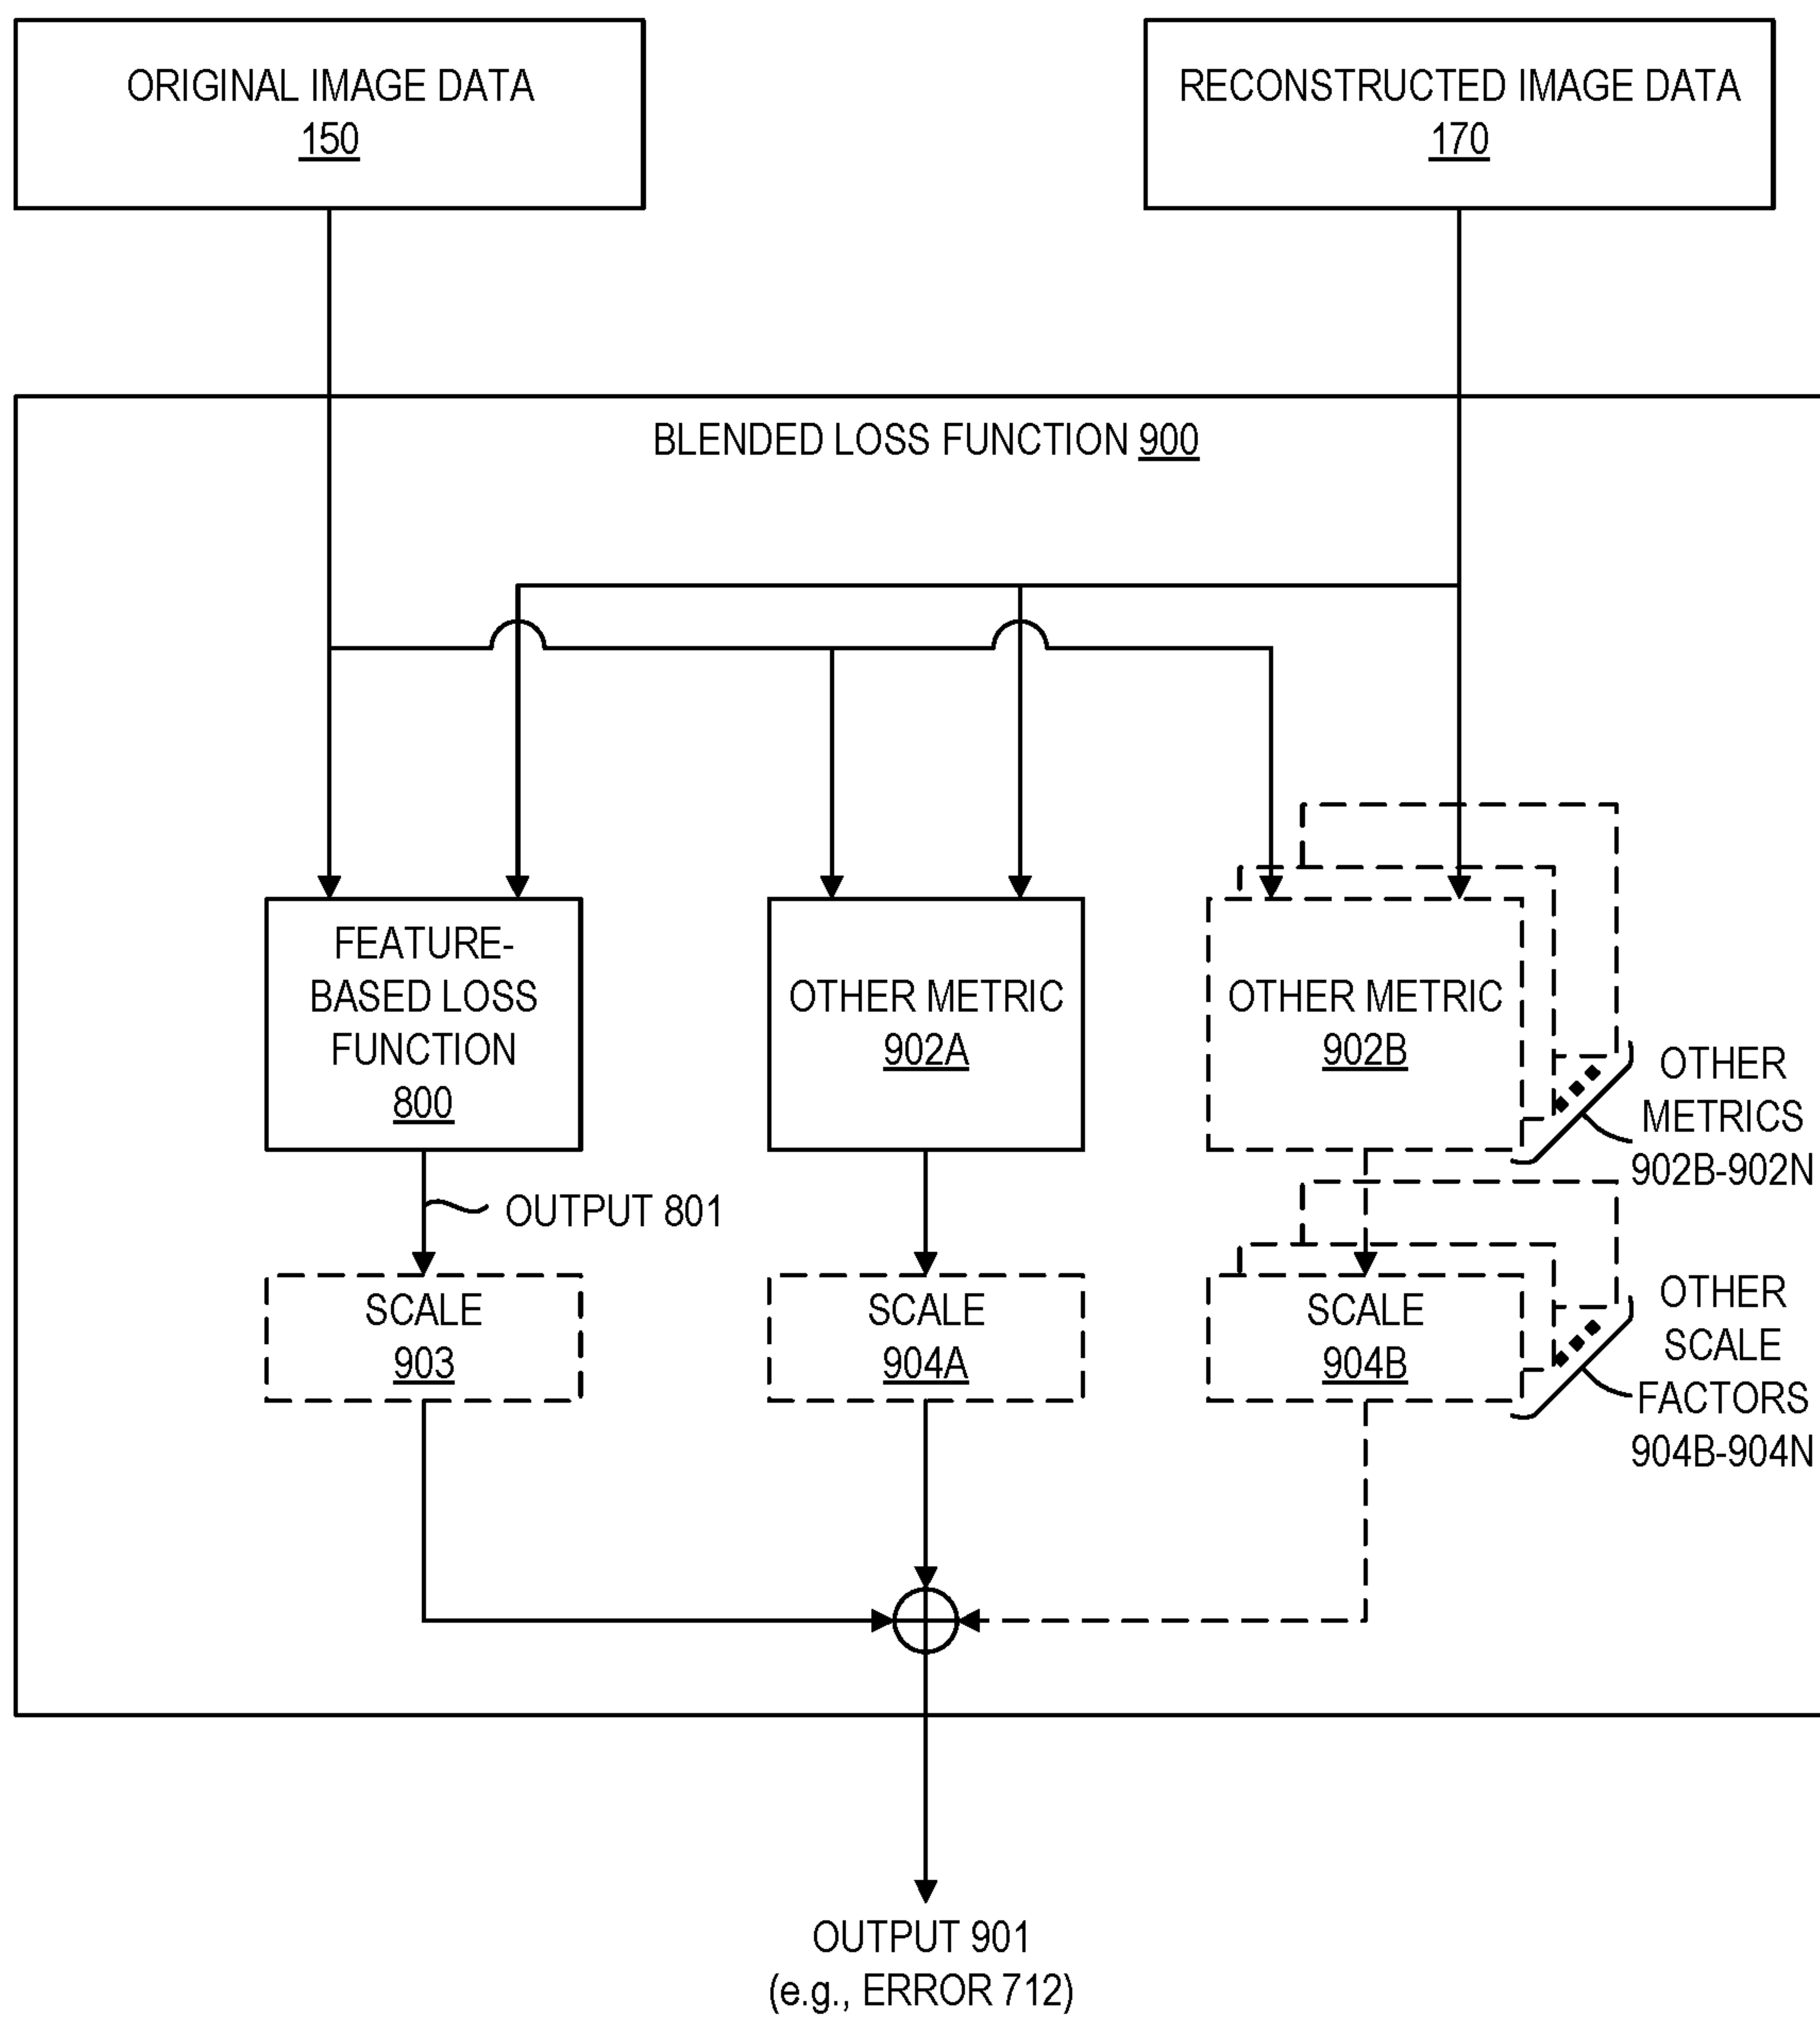 ORIGINAL IMAGE DATA
150
RECONSTRUCTED IMAGE DATA
170
BLENDED LOSS FUNCTION 900
FEATURE-
BASED LOSS
FUNCTION
800
OTHER METRIC
902A
OTHER METRIC
902B
OTHER
METRICS
902B-902N
OUTPUT 801
SCALE
903
SCALE
904A
SCALE
904B
OTHER
SCALE
FACTORS
904B-904N
OUTPUT 901
(e.g., ERROR 712)